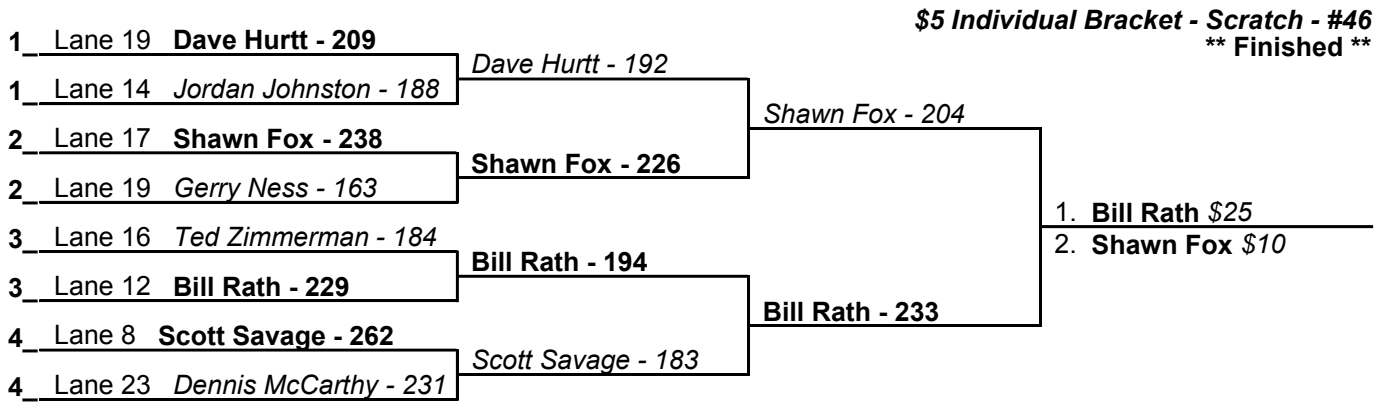 $5 Individual Bracket - Scratch - #46
** Finished **
1_ Lane 19 Dave Hurtt - 209
1_ Lane 14 Jordan Johnston - 188
2_ Lane 17 Shawn Fox - 238
2_ Lane 19 Gerry Ness - 163
3_ Lane 16 Ted Zimmerman - 184
3_ Lane 12 Bill Rath - 229
4_ Lane 8 Scott Savage - 262
4_ Lane 23 Dennis McCarthy - 231
Dave Hurtt - 192
Shawn Fox - 226
Bill Rath - 194
Scott Savage - 183
Shawn Fox - 204
Bill Rath - 233
1. Bill Rath $25
2. Shawn Fox $10